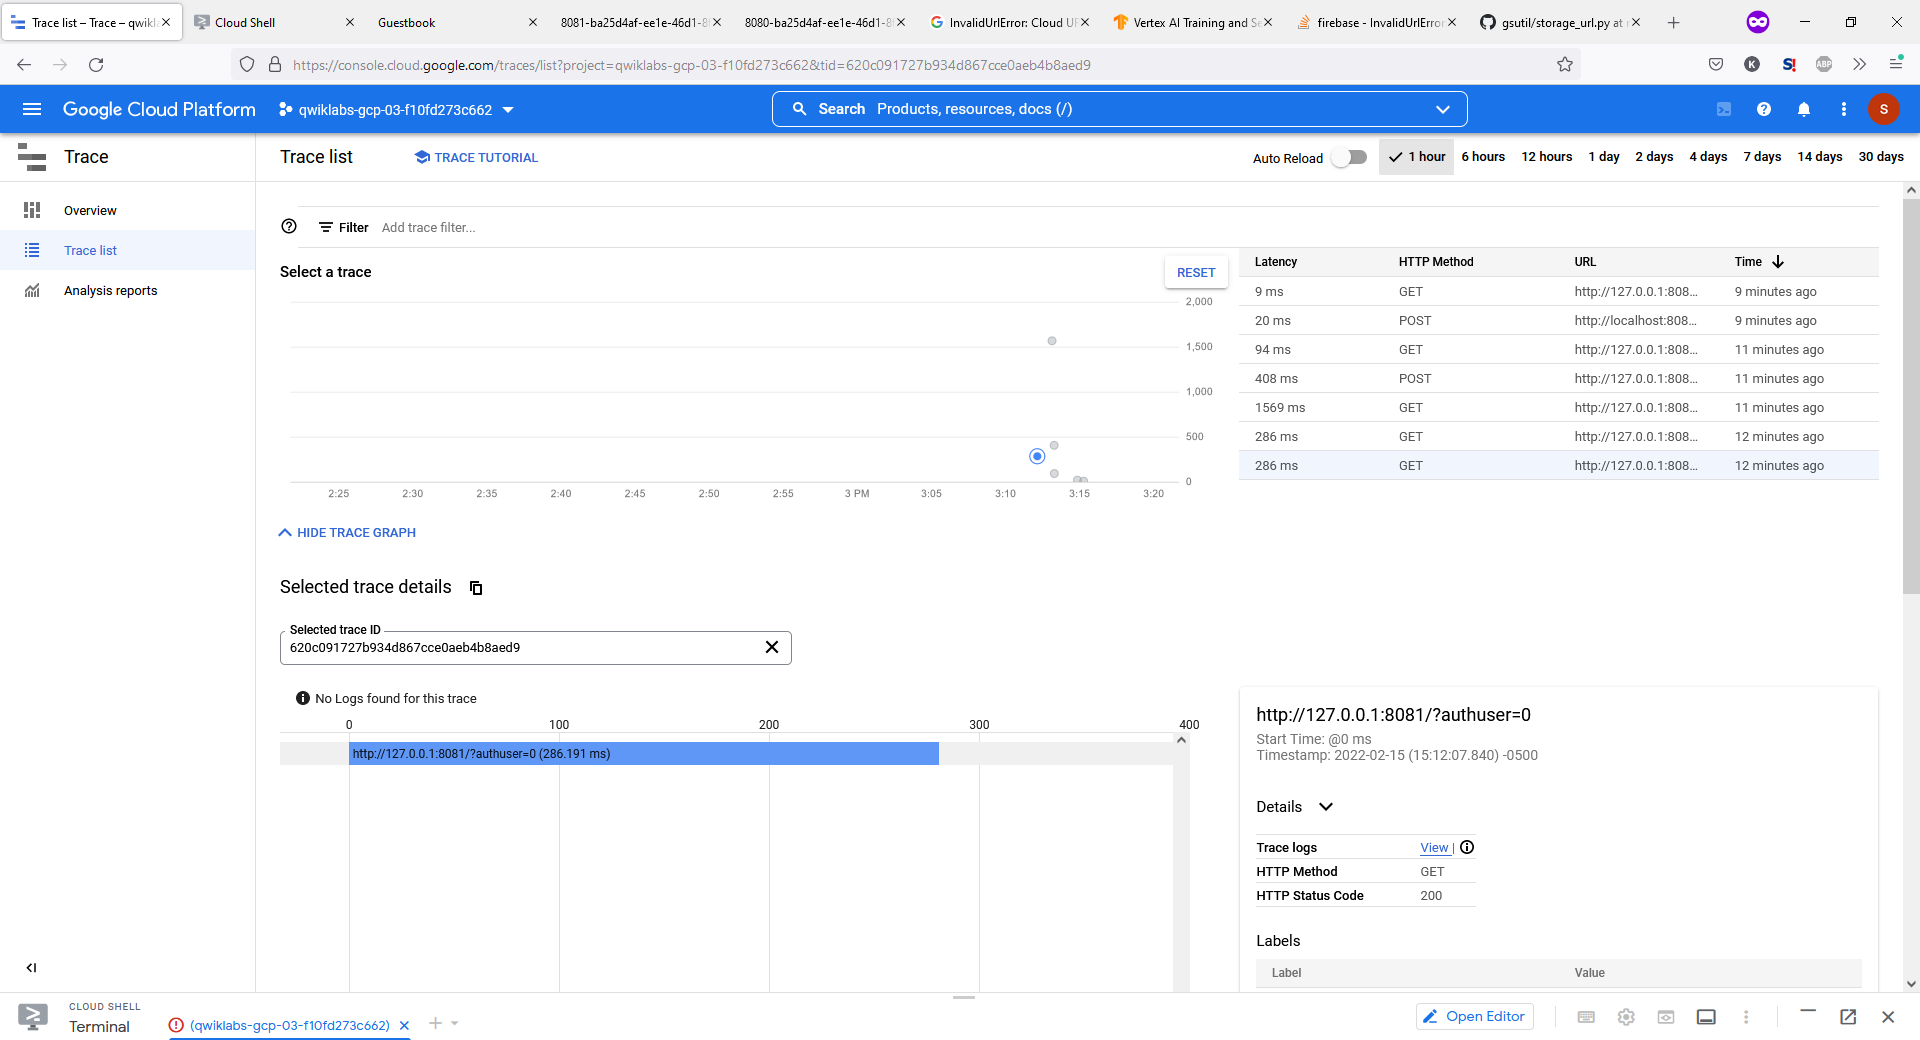 Trace list – Trace – qwikla
Cloud Shell
Guestbook
8081-ba25d4af-ee1e-46d1-8
8080-ba25d4af-ee1e-46d1-8
InvalidUrlError: Cloud U
Vertex AI Training and Se
firebase - InvalidUrlError
gsutil/storage_url.py at
https://console.cloud.google.com/traces/list?project=qwiklabs-gcp-03-f10fd273c662&tid=620c091727b934d867cce0aeb4b8aed9
Google Cloud Platform
qwiklabs-gcp-03-f10fd273c662
Search Products, resources, docs (/)
S
Trace
Trace list
TRACE TUTORIAL
Auto Reload
1 hour
6 hours
12 hours
1 day
2 days
4 days
7 days
14 days
30 days
Overview
Trace list
Analysis reports
Filter Add trace filter...
Select a trace
RESET
2,000
1,500
1,000
500
0
2:25 2:30 2:35 2:40 2:45 2:50 2:55 3 PM 3:05 3:10 3:15 3:20
Latency HTTP Method URL Time
9 ms GET http://127.0.0.1:808... 9 minutes ago
20 ms POST http://localhost:808... 9 minutes ago
94 ms GET http://127.0.0.1:808... 11 minutes ago
408 ms POST http://127.0.0.1:808... 11 minutes ago
1569 ms GET http://127.0.0.1:808... 11 minutes ago
286 ms GET http://127.0.0.1:808... 12 minutes ago
286 ms GET http://127.0.0.1:808... 12 minutes ago
HIDE TRACE GRAPH
Selected trace details
Selected trace ID
620c091727b934d867cce0aeb4b8aed9
No Logs found for this trace
0 100 200 300 400
http://127.0.0.1:8081/?authuser=0 (286.191 ms)
http://127.0.0.1:8081/?authuser=0
Start Time: @0 ms
Timestamp: 2022-02-15 (15:12:07.840) -0500
Details
Trace logs View |
HTTP Method GET
HTTP Status Code 200
Labels
Label Value
CLOUD SHELL
Terminal
(qwiklabs-gcp-03-f10fd273c662)
Open Editor